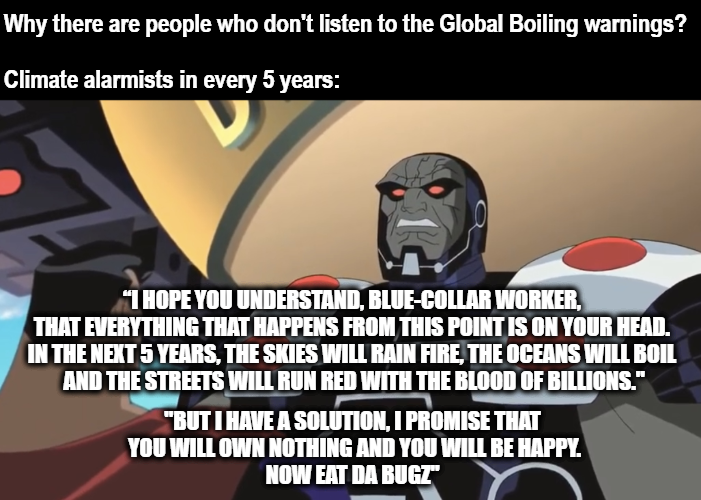 Why there are people who don't listen to the Global Boiling warnings?
Climate alarmists in every 5 years:
“I HOPE YOU UNDERSTAND, BLUE-COLLAR WORKER,
THAT EVERYTHING THAT HAPPENS FROM THIS POINT IS ON YOUR HEAD.
IN THE NEXT 5 YEARS, THE SKIES WILL RAIN FIRE, THE OCEANS WILL BOIL
AND THE STREETS WILL RUN RED WITH THE BLOOD OF BILLIONS."
"BUT I HAVE A SOLUTION, I PROMISE THAT
YOU WILL OWN NOTHING AND YOU WILL BE HAPPY.
NOW EAT DA BUGZ"